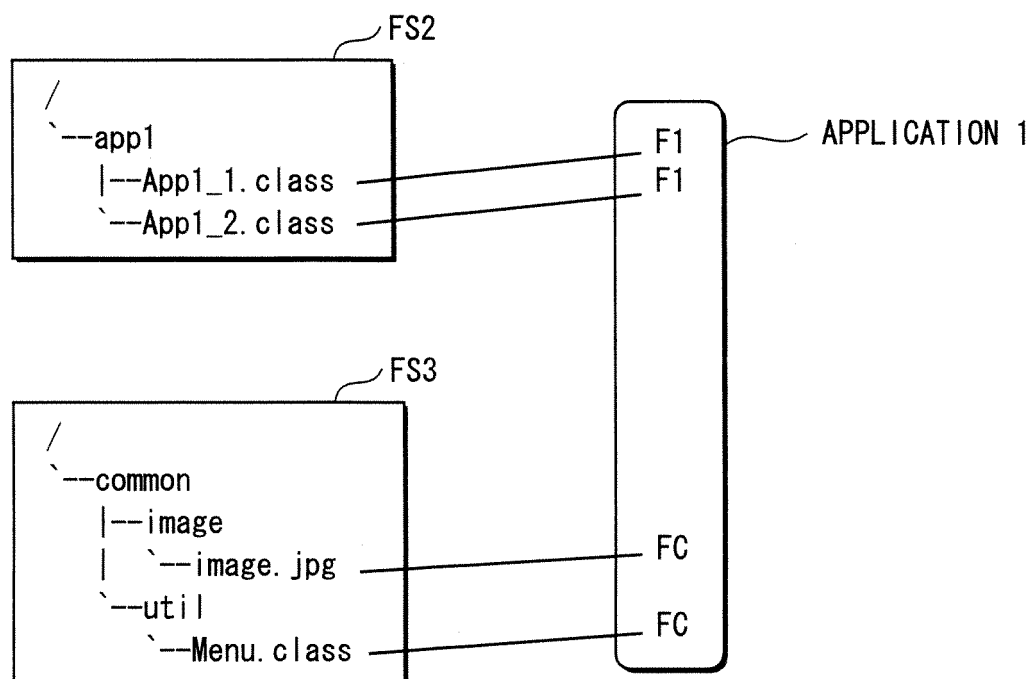 FS2
/
`--app1
|--App1_1.class
`--App1_2.class
F1
F1
APPLICATION 1
FS3
/
`--common
|--image
| `--image.jpg
`--util
`--Menu.class
FC
FC